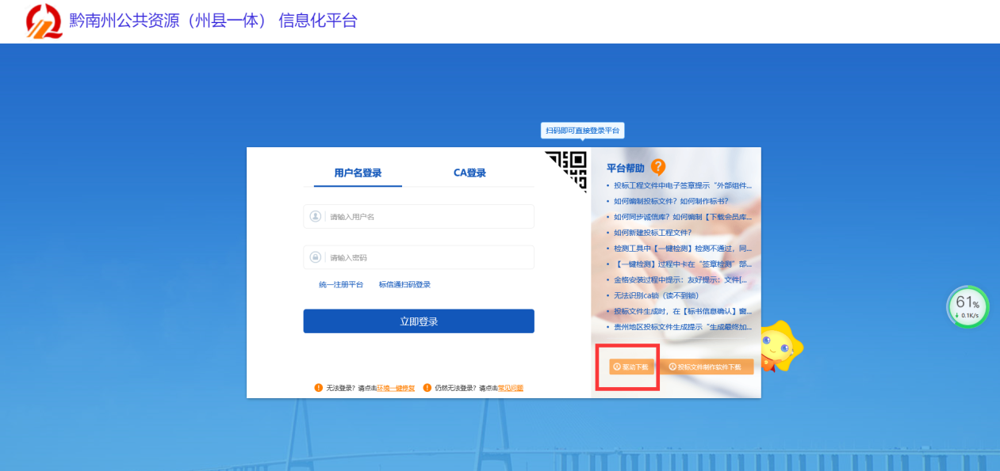 黔南州公共资源（州县一体） 信息化平台
扫码即可直接登录平台
用户名登录 CA登录
请输入用户名
请输入密码
统一注册平台 标信通扫码登录
立即登录
无法登录？请点击环境一键修复 仍然无法登录？请点击常见问题
平台帮助
• 投标工程文件中电子签章提示“外部组件...
• 如何编制投标文件？如何制作标书？
• 如何同步诚信库？如何编制【下载会员库...
• 如何新建投标工程文件？
• 检测工具中【一键检测】检测不通过，同...
• 【一键检测】过程中卡在“签章检测”部...
• 金格安装过程中提示：友好提示：文件[...
• 无法识别ca锁（读不到锁）
• 投标文件生成时，在【标书信息确认】窗...
• 贵州地区投标文件生成提示“生成最终加...
驱动下载 投标文件制作软件下载
61%
↓ 0.1K/s